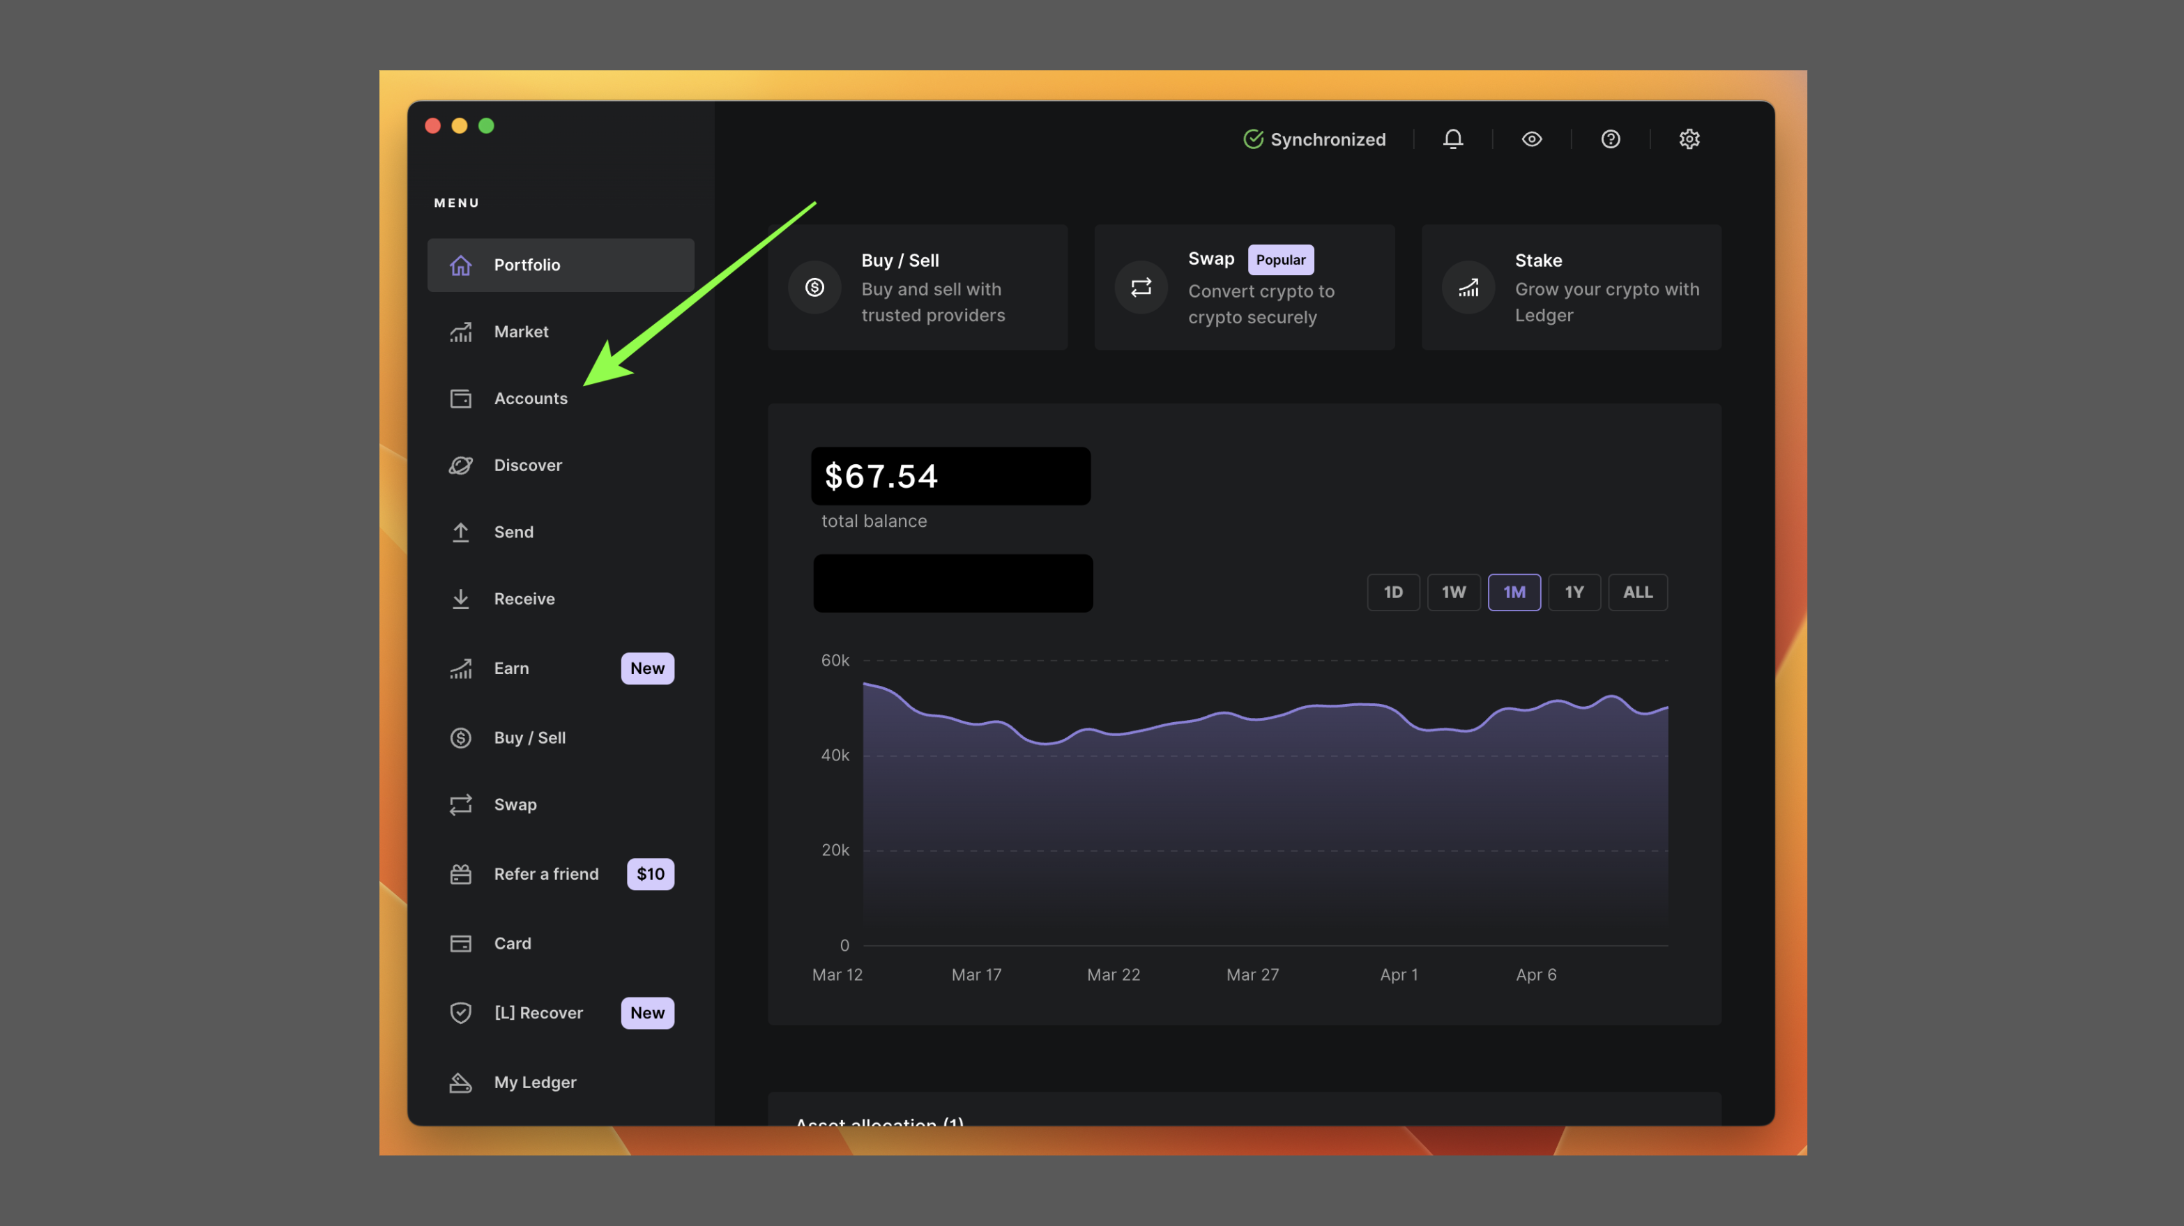 Synchronized
MENU
Portfolio
Market
Accounts
Discover
Send
Receive
Earn New
Buy / Sell
Swap
Refer a friend $10
Card
[L] Recover New
My Ledger
Buy / Sell
Buy and sell with
trusted providers
Swap Popular
Convert crypto to
crypto securely
Stake
Grow your crypto with
Ledger
$67.54
total balance
1D 1W 1M 1Y ALL
60k
40k
20k
0
Mar 12 Mar 17 Mar 22 Mar 27 Apr 1 Apr 6
Asset allocation (1)